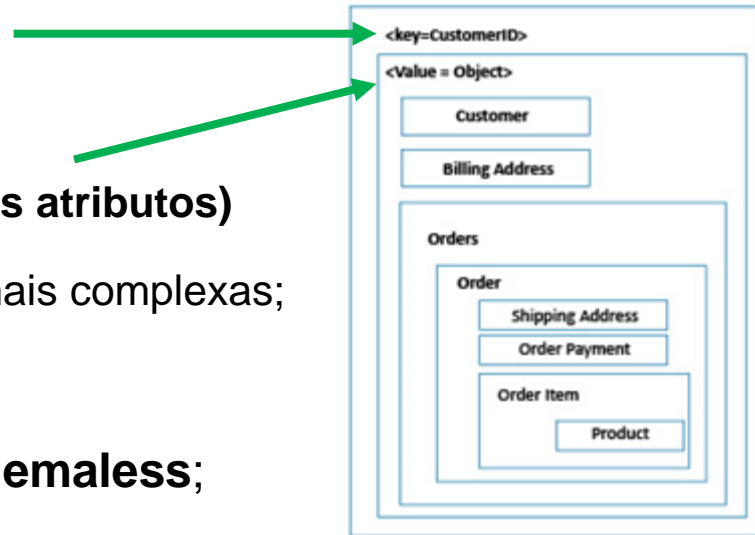 <key=CustomerID>
<Value = Object>
Customer
Billing Address
s atributos)
Orders
nais complexas;
Order
Shipping Address
Order Payment
Order Item
Product
emaless;